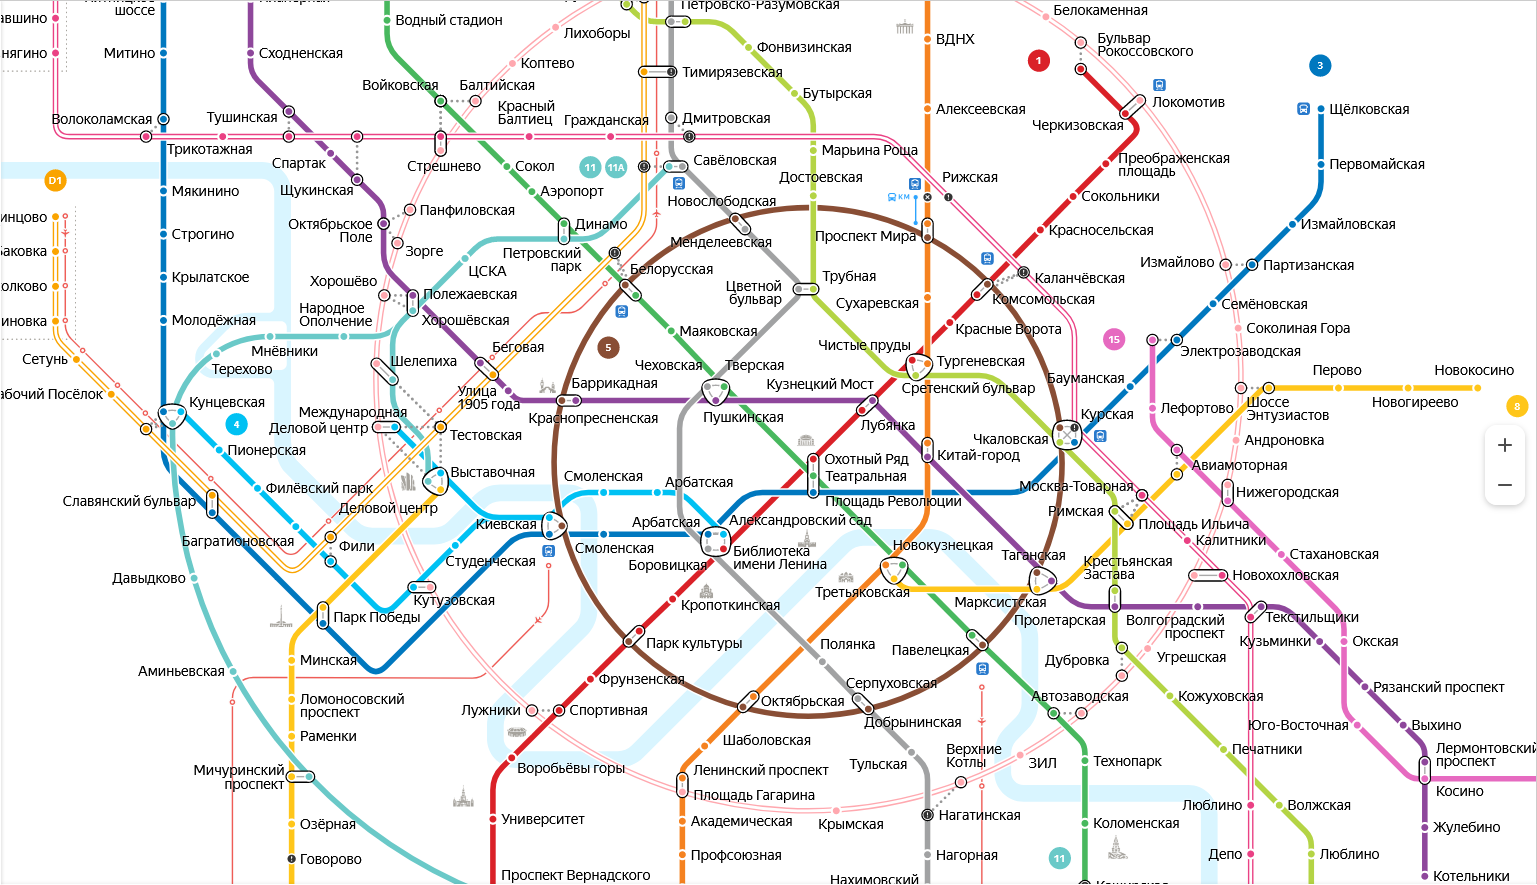 шоссе
Водный стадион
Петровско-Разумовская
Белокаменная
Лихоборы
ВДНХ
Бульвар
Рокоссовского
Митино
Сходненская
Фонвизинская
1
3
Коптево
Тимирязевская
Войковская
Балтийская
Бутырская
Локомотив
Щёлковская
Красный
Балтиец
Алексеевская
Волоколамская
Тушинская
Гражданская
Дмитровская
Черкизовская
Трикотажная
Спартак
Стрешнево
Сокол
11
11А
Савёловская
Марьина Роща
Преображенская
площадь
Первомайская
D1
Мякинино
Щукинская
Аэропорт
Достоевская
Рижская
КМ
Сокольники
Панфиловская
Новослободская
Октябрьское
Поле
Динамо
Менделеевская
Проспект Мира
Красносельская
Измайловская
Строгино
Зорге
Петровский
парк
ЦСКА
Белорусская
Измайлово
Партизанская
Крылатское
Хорошёво
Полежаевская
Цветной
бульвар
Трубная
Каланчёвская
Народное
Ополчение
Хорошёвская
Сухаревская
Комсомольская
Семёновская
Молодёжная
Маяковская
Красные Ворота
Соколиная Гора
Мнёвники
Беговая
5
Чистые пруды
15
Электрозаводская
Сетунь
Терехово
Шелепиха
Чеховская
Тверская
Тургеневская
Улица
1905 года
Баррикадная
Кузнецкий Мост
Сретенский бульвар
Бауманская
Перово
Новокосино
Кунцевская
Международная
Деловой центр
Краснопресненская
Пушкинская
Лубянка
Курская
Лефортово
Шоссе
Энтузиастов
Новогиреево
8
4
Тестовская
Чкаловская
Андроновка
Пионерская
Выставочная
Смоленская
Арбатская
Охотный Ряд
Театральная
Китай-город
Авиамоторная
Филёвский парк
Площадь Революции
Москва-Товарная
Нижегородская
Славянский бульвар
Деловой центр
Киевская
Арбатская
Александровский сад
Римская
Площадь Ильича
Багратионовская
Фили
Смоленская
Библиотека
имени Ленина
Новокузнецкая
Таганская
Калитники
Стахановская
Студенческая
Боровицкая
Крестьянская
Застава
Новохохловская
Давыдково
Кутузовская
Кропоткинская
Третьяковская
Марксистская
Парк Победы
Пролетарская
Волгоградский
проспект
Текстильщики
Парк культуры
Полянка
Павелецкая
Кузьминки
Окская
Минская
Дубровка
Угрешская
Аминьевская
Фрунзенская
Серпуховская
Рязанский проспект
Ломоносовский
проспект
Лужники
Спортивная
Октябрьская
Добрынинская
Автозаводская
Кожуховская
Юго-Восточная
Выхино
Раменки
Шаболовская
Верхние
Котлы
Печатники
Лермонтовский
проспект
Мичуринский
проспект
Воробьёвы горы
Ленинский проспект
Тульская
ЗИЛ
Технопарк
Площадь Гагарина
Косино
Озёрная
Университет
Академическая
Крымская
Нагатинская
Коломенская
Люблино
Волжская
Жулебино
Говорово
Профсоюзная
Нагорная
11
Депо
Люблино
Проспект Вернадского
Нахимовский
Котельники